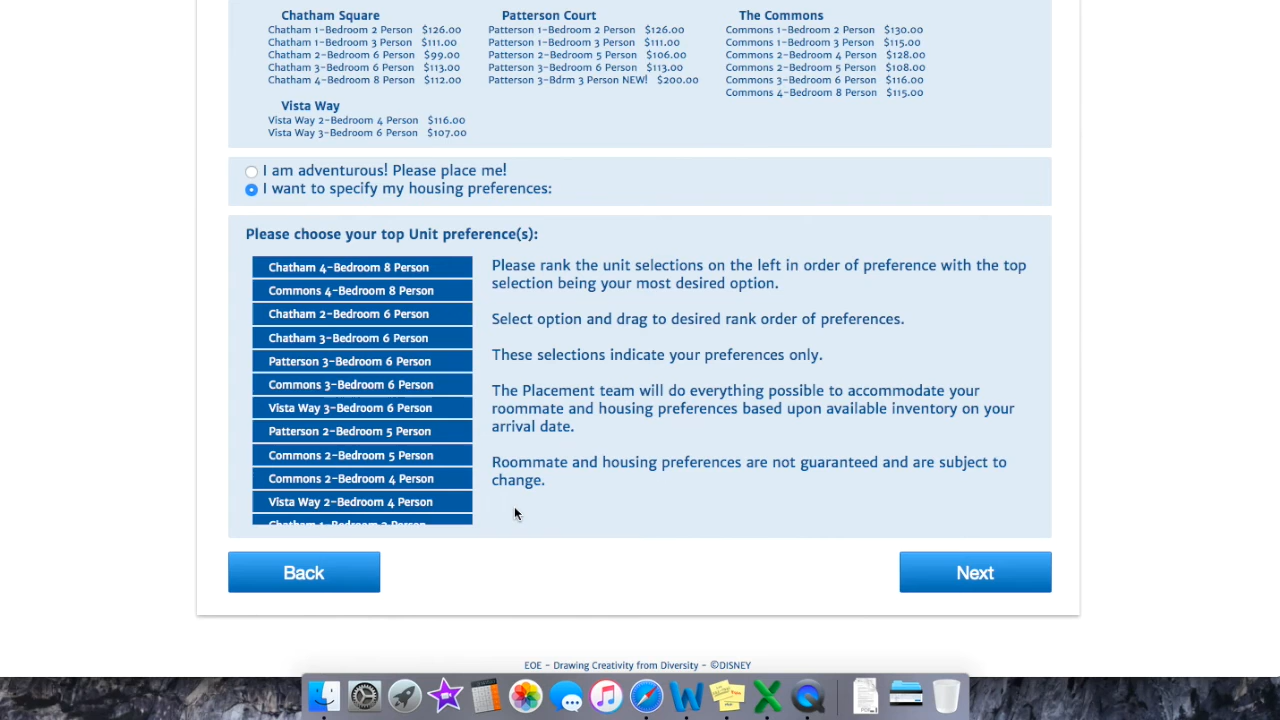 Chatham Square
Chatham 1-Bedroom 2 Person $126.00
Chatham 1-Bedroom 3 Person $111.00
Chatham 2-Bedroom 6 Person $99.00
Chatham 3-Bedroom 6 Person $113.00
Chatham 4-Bedroom 8 Person $112.00
Patterson Court
Patterson 1-Bedroom 2 Person $126.00
Patterson 1-Bedroom 3 Person $111.00
Patterson 2-Bedroom 5 Person $106.00
Patterson 3-Bedroom 6 Person $113.00
Patterson 3-Bdrm 3 Person NEW! $200.00
The Commons
Commons 1-Bedroom 2 Person $130.00
Commons 1-Bedroom 3 Person $115.00
Commons 2-Bedroom 4 Person $128.00
Commons 2-Bedroom 5 Person $108.00
Commons 3-Bedroom 6 Person $116.00
Commons 4-Bedroom 8 Person $115.00
Vista Way
Vista Way 2-Bedroom 4 Person $116.00
Vista Way 3-Bedroom 6 Person $107.00
I am adventurous! Please place me!
I want to specify my housing preferences:
Please choose your top Unit preference(s):
Chatham 4-Bedroom 8 Person
Commons 4-Bedroom 8 Person
Chatham 2-Bedroom 6 Person
Chatham 3-Bedroom 6 Person
Patterson 3-Bedroom 6 Person
Commons 3-Bedroom 6 Person
Vista Way 3-Bedroom 6 Person
Patterson 2-Bedroom 5 Person
Commons 2-Bedroom 5 Person
Commons 2-Bedroom 4 Person
Vista Way 2-Bedroom 4 Person
Chatham 1-Bedroom 3 Person
Please rank the unit selections on the left in order of preference with the top
selection being your most desired option.
Select option and drag to desired rank order of preferences.
These selections indicate your preferences only.
The Placement team will do everything possible to accommodate your
roommate and housing preferences based upon available inventory on your
arrival date.
Roommate and housing preferences are not guaranteed and are subject to
change.
Back
Next
EOE - Drawing Creativity from Diversity - ©DISNEY